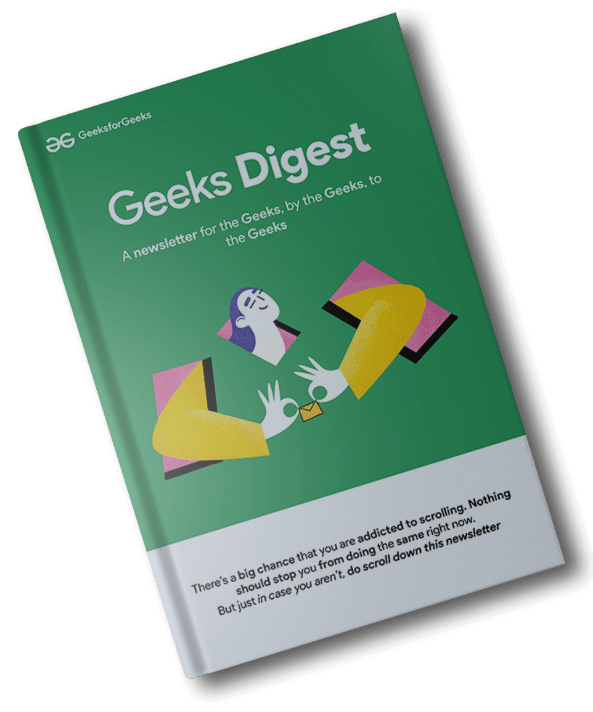 GeeksforGeeks
Geeks Digest
A newsletter for the Geeks, by the Geeks, to
the Geeks
There's a big chance that you are addicted to scrolling. Nothing
should stop you from doing the same right now.
But just in case you aren't, do scroll down this newsletter